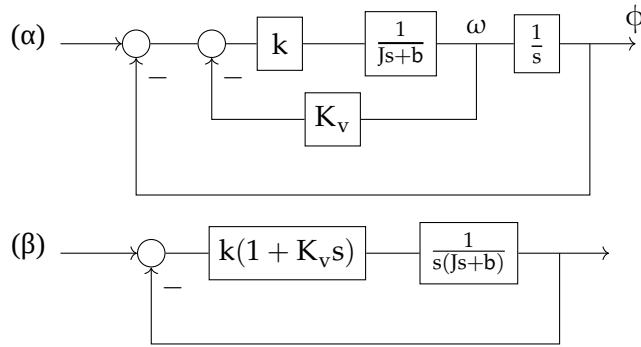 (α) − − k 1/(Js+b) ω 1/s ϕ
K_v
(β) − k(1 + K_v s) 1/(s(Js+b))